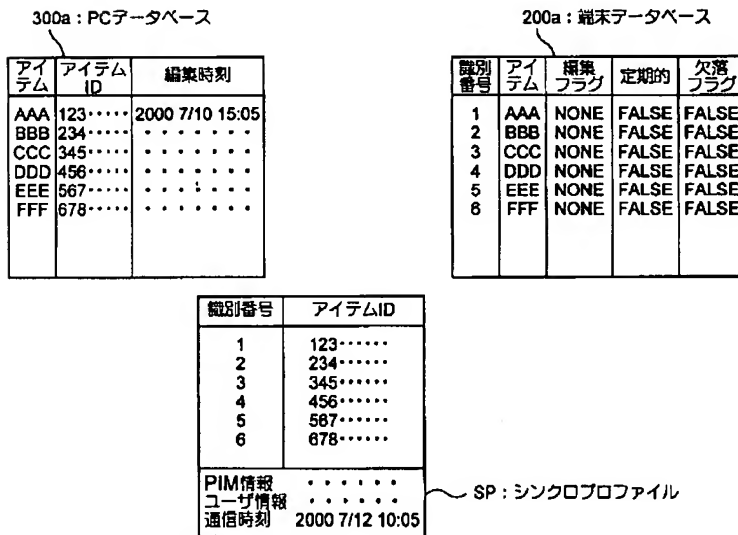 300a：PCデータベース
アイテム アイテムID 編集時刻
AAA 123・・・・・ 2000 7/10 15:05
BBB 234・・・・・ ・・・・・・・
CCC 345・・・・・ ・・・・・・・
DDD 456・・・・・ ・・・・・・・
EEE 567・・・・・ ・・・・・・・
FFF 678・・・・・ ・・・・・・・
200a：端末データベース
識別番号 アイテム 編集フラグ 定期的 欠落フラグ
1 AAA NONE FALSE FALSE
2 BBB NONE FALSE FALSE
3 CCC NONE FALSE FALSE
4 DDD NONE FALSE FALSE
5 EEE NONE FALSE FALSE
6 FFF NONE FALSE FALSE
識別番号 アイテムID
1 123・・・・・・
2 234・・・・・・
3 345・・・・・・
4 456・・・・・・
5 567・・・・・・
6 678・・・・・・
PIM情報 ・・・・・・
ユーザ情報 ・・・・・・
通信時刻 2000 7/12 10:05
SP：シンクロプロファイル